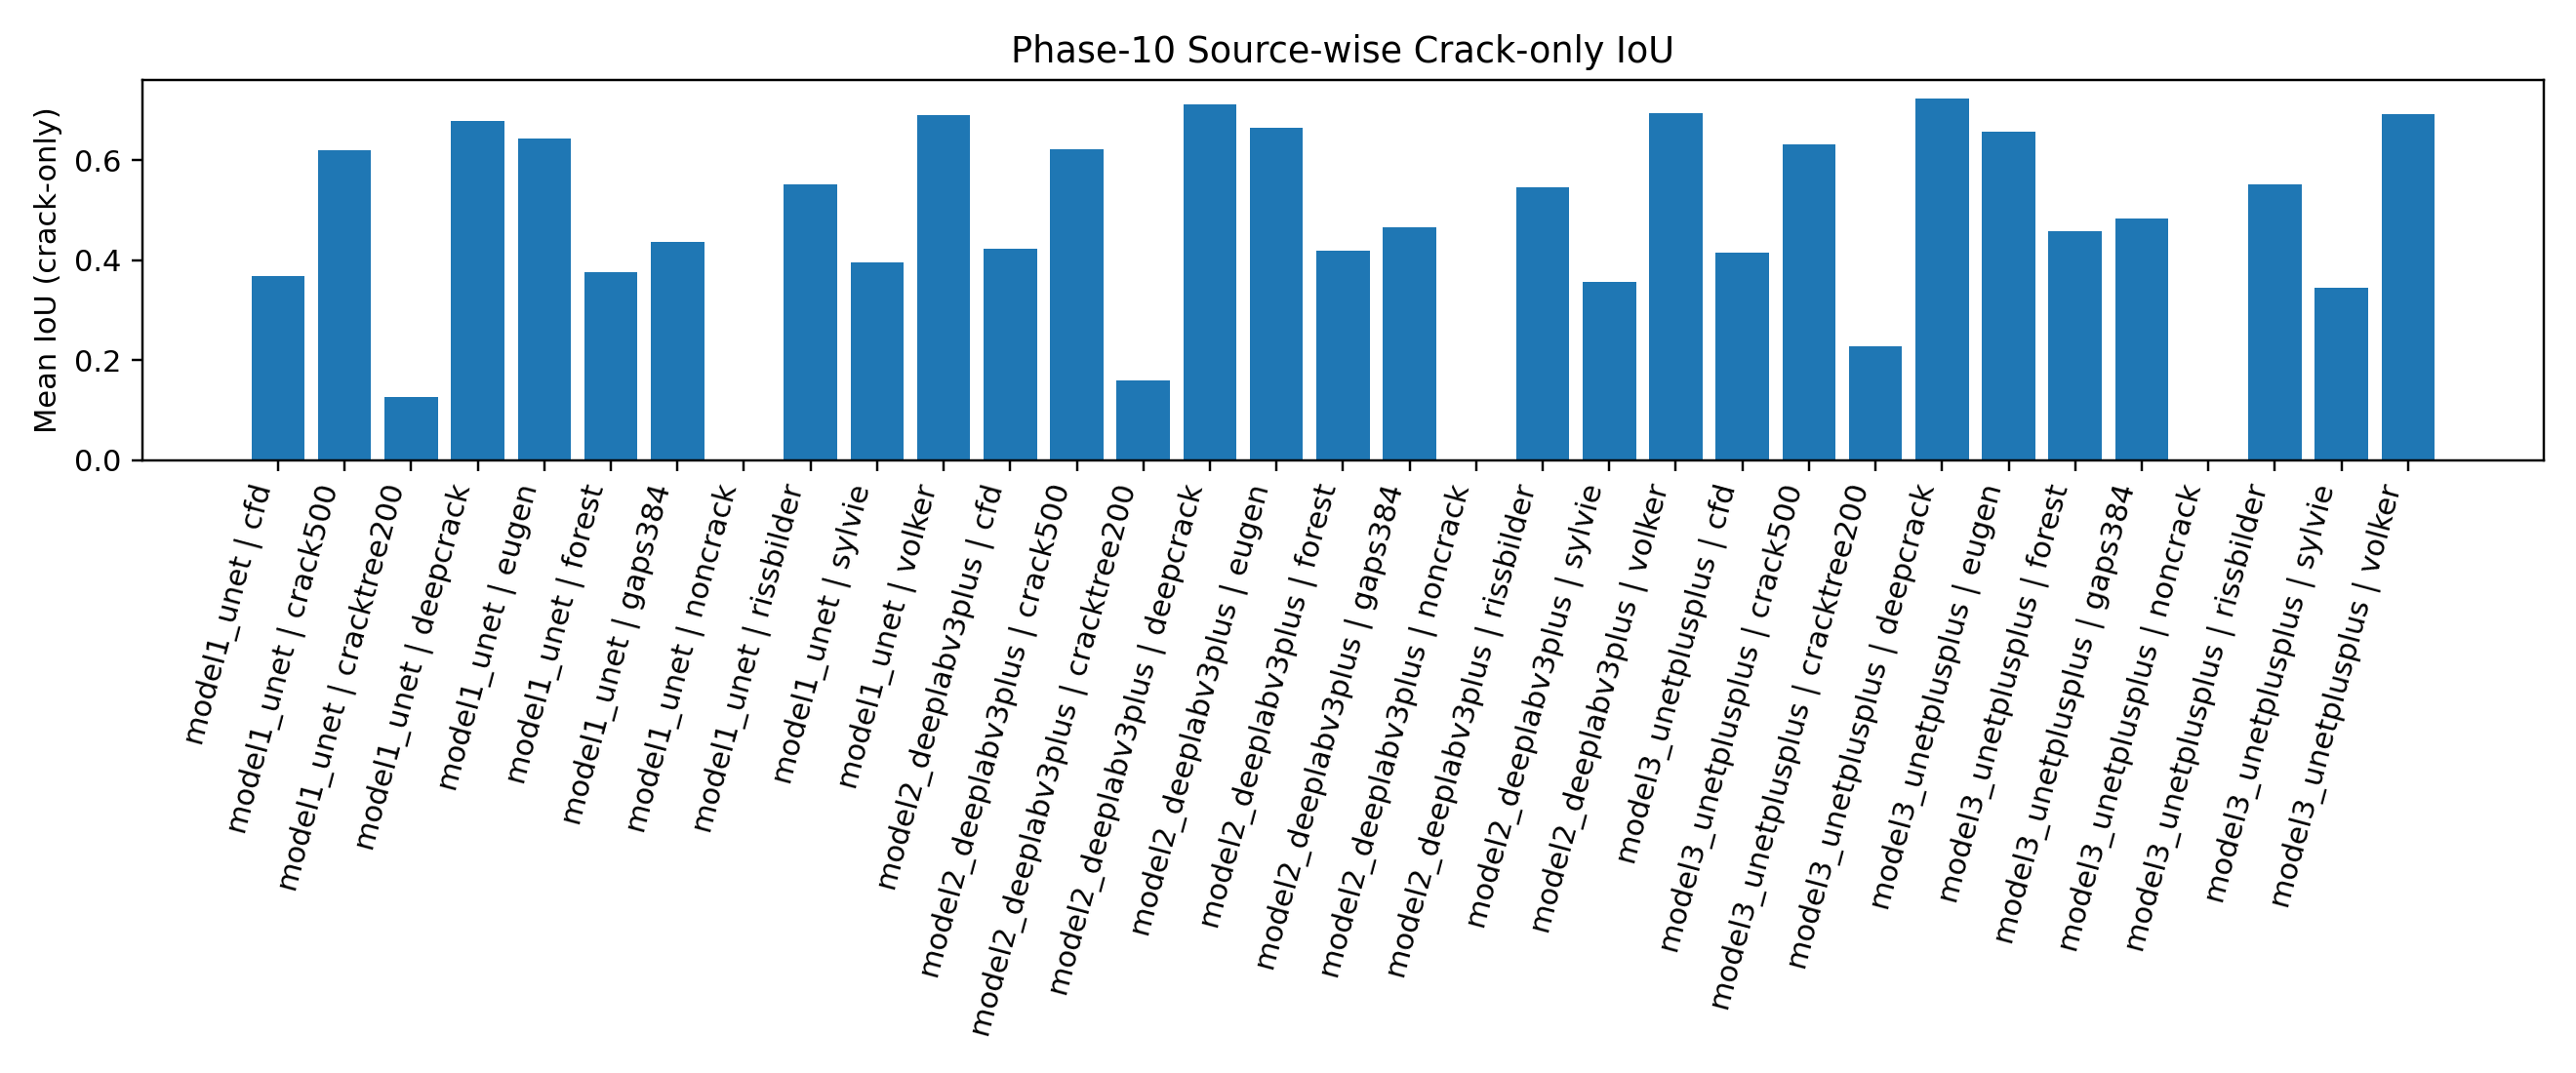 Phase-10 Source-wise Crack-only IoU
Mean IoU (crack-only)
0.6
0.4
0.2
0.0
model1_unet | cfd
model1_unet | crack500
model1_unet | cracktree200
model1_unet | deepcrack
model1_unet | eugen
model1_unet | forest
model1_unet | gaps384
model1_unet | noncrack
model1_unet | rissbilder
model1_unet | sylvie
model1_unet | volker
model2_deeplabv3plus | cfd
model2_deeplabv3plus | crack500
model2_deeplabv3plus | cracktree200
model2_deeplabv3plus | deepcrack
model2_deeplabv3plus | eugen
model2_deeplabv3plus | forest
model2_deeplabv3plus | gaps384
model2_deeplabv3plus | noncrack
model2_deeplabv3plus | rissbilder
model2_deeplabv3plus | sylvie
model2_deeplabv3plus | volker
model3_unetplusplus | cfd
model3_unetplusplus | crack500
model3_unetplusplus | cracktree200
model3_unetplusplus | deepcrack
model3_unetplusplus | eugen
model3_unetplusplus | forest
model3_unetplusplus | gaps384
model3_unetplusplus | noncrack
model3_unetplusplus | rissbilder
model3_unetplusplus | sylvie
model3_unetplusplus | volker